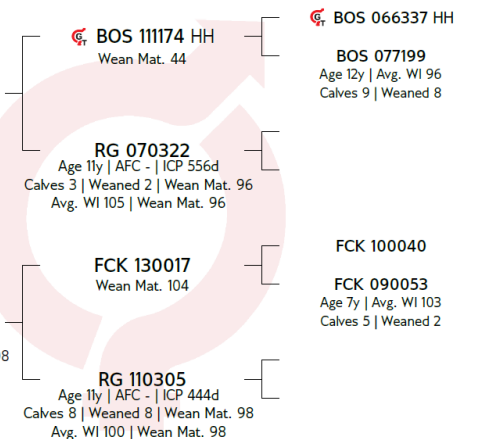 BOS 066337 HH
BOS 111174 HH
Wean Mat. 44
BOS 077199
Age 12y | Avg. WI 96
Calves 9 | Weaned 8
RG 070322
Age 11y | AFC - | ICP 556d
Calves 3 | Weaned 2 | Wean Mat. 96
Avg. WI 105 | Wean Mat. 96
FCK 100040
FCK 130017
Wean Mat. 104
FCK 090053
Age 7y | Avg. WI 103
Calves 5 | Weaned 2
RG 110305
Age 11y | AFC - | ICP 444d
Calves 8 | Weaned 8 | Wean Mat. 98
Avg. WI 100 | Wean Mat. 98